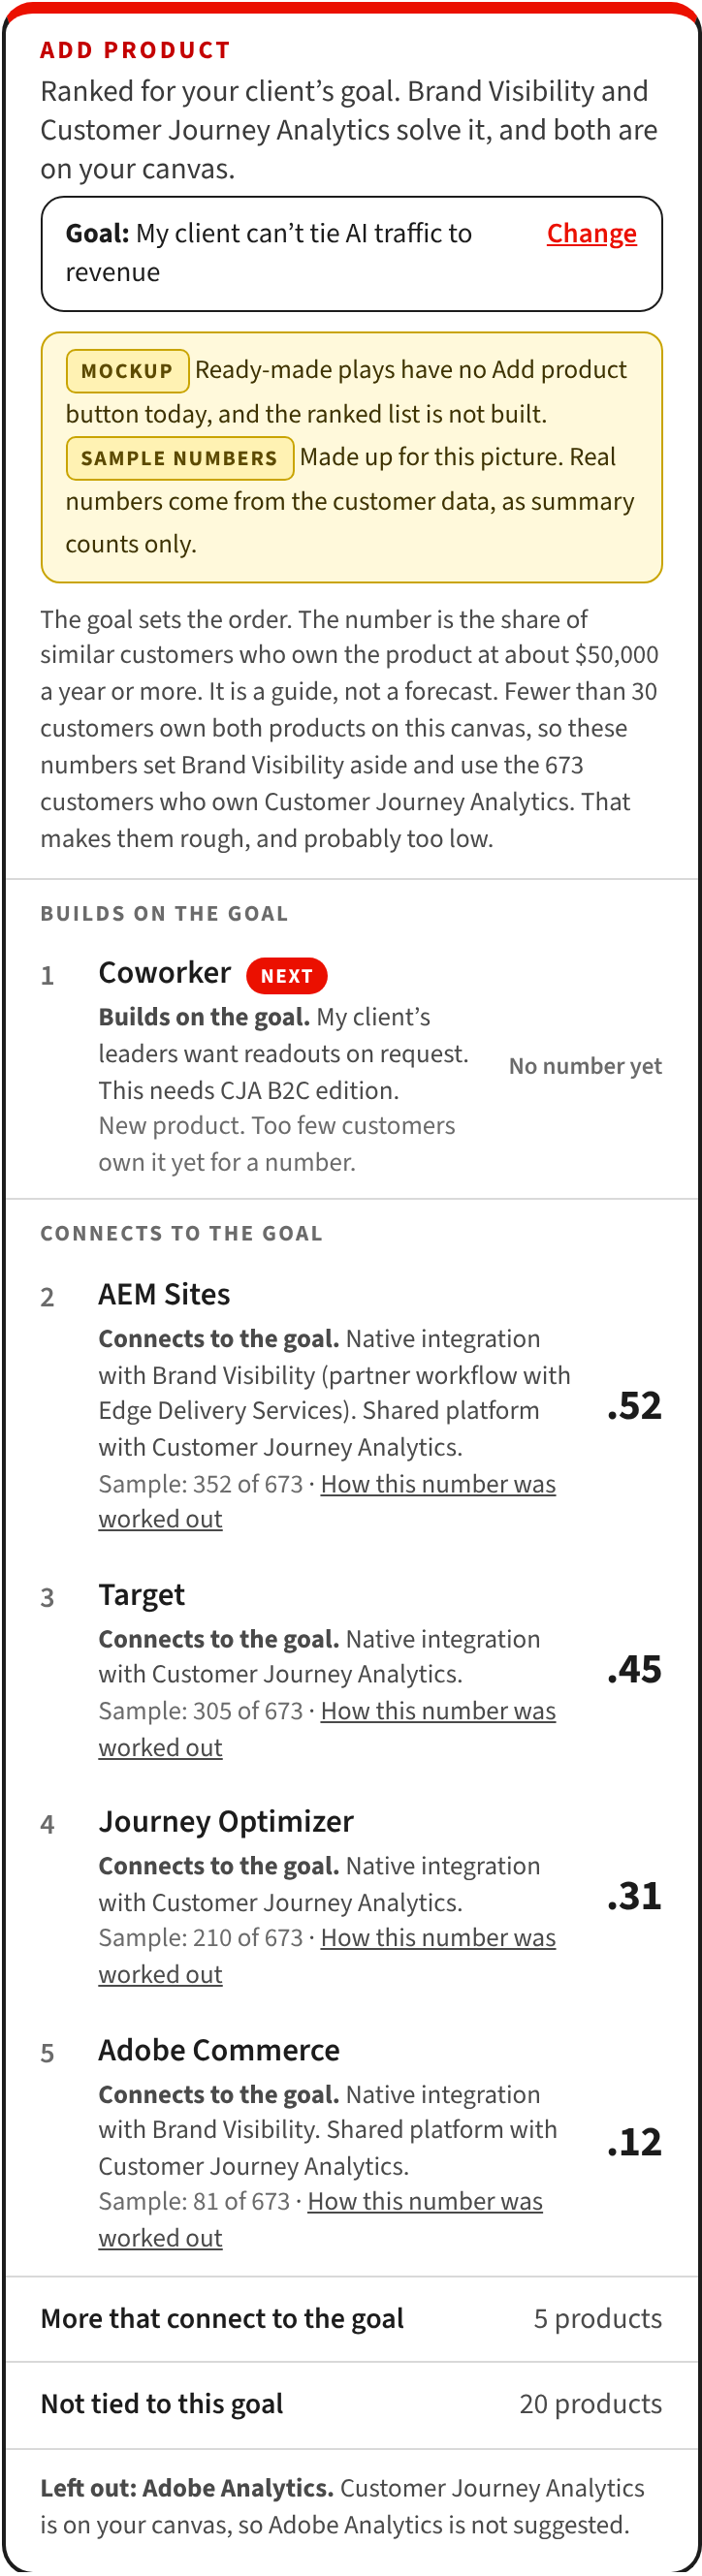 ADD PRODUCT
Ranked for your client’s goal. Brand Visibility and
Customer Journey Analytics solve it, and both are
on your canvas.
Goal: My client can’t tie AI traffic to
revenue
Change
MOCKUP Ready-made plays have no Add product
button today, and the ranked list is not built.
SAMPLE NUMBERS Made up for this picture. Real
numbers come from the customer data, as summary
counts only.
The goal sets the order. The number is the share of
similar customers who own the product at about $50,000
a year or more. It is a guide, not a forecast. Fewer than 30
customers own both products on this canvas, so these
numbers set Brand Visibility aside and use the 673
customers who own Customer Journey Analytics. That
makes them rough, and probably too low.
BUILDS ON THE GOAL
1
Coworker NEXT
Builds on the goal. My client’s
leaders want readouts on request.
This needs CJA B2C edition.
New product. Too few customers
own it yet for a number.
No number yet
CONNECTS TO THE GOAL
2
AEM Sites
Connects to the goal. Native integration
with Brand Visibility (partner workflow with
Edge Delivery Services). Shared platform
with Customer Journey Analytics.
Sample: 352 of 673 · How this number was
worked out
.52
3
Target
Connects to the goal. Native integration
with Customer Journey Analytics.
Sample: 305 of 673 · How this number was
worked out
.45
4
Journey Optimizer
Connects to the goal. Native integration
with Customer Journey Analytics.
Sample: 210 of 673 · How this number was
worked out
.31
5
Adobe Commerce
Connects to the goal. Native integration
with Brand Visibility. Shared platform with
Customer Journey Analytics.
Sample: 81 of 673 · How this number was
worked out
.12
More that connect to the goal 5 products
Not tied to this goal 20 products
Left out: Adobe Analytics. Customer Journey Analytics
is on your canvas, so Adobe Analytics is not suggested.